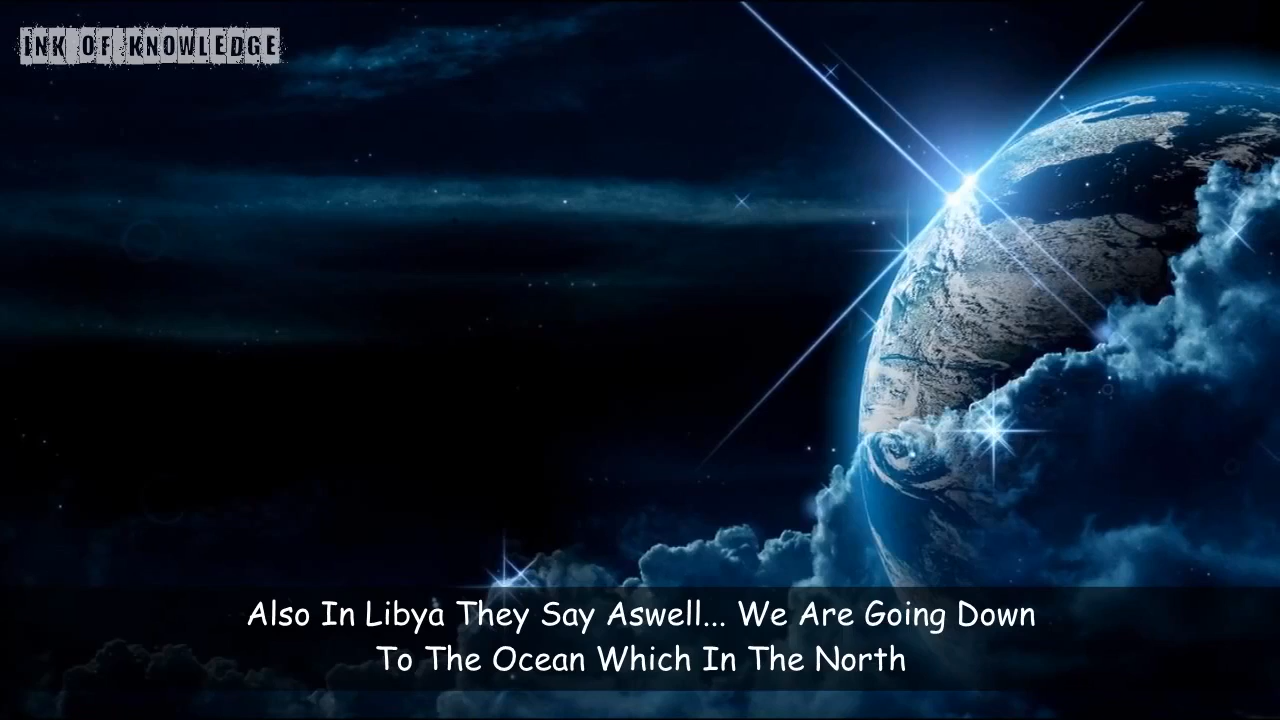 INK OF KNOWLEDGE
Also In Libya They Say Aswell... We Are Going Down
To The Ocean Which In The North